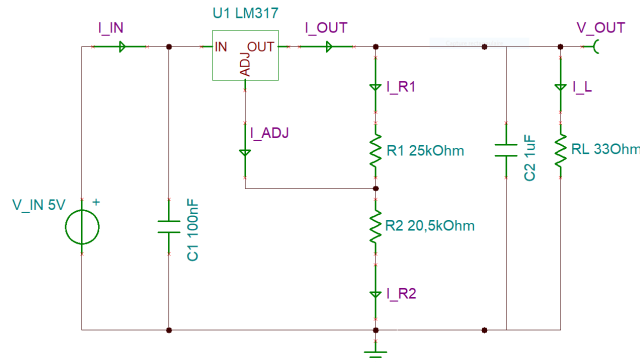 U1 LM317
I_IN
I_OUT
V_OUT
IN
OUT
ADJ
I_R1
I_L
I_ADJ
R1 25kOhm
C2 1uF
RL 33Ohm
V_IN 5V
+
C1 100nF
R2 20,5kOhm
I_R2